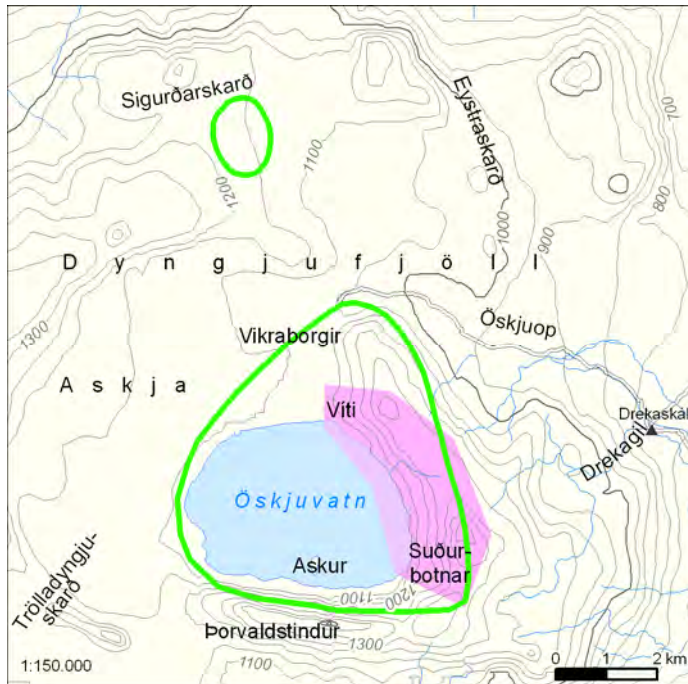 Sigurðarskarð
Eystraskarð
700
1100
1200
800
1000
900
D y n g j u f j ö l l
1300
Öskjuop
Vikraborgir
A s k j a
Víti
Drekagil
Öskjuvatn
Suður-
botnar
Askur
Trölladyngju-
skarð
1100
1200
Þorvaldstindur
1300
1100
1:150.000
0 1 2 km